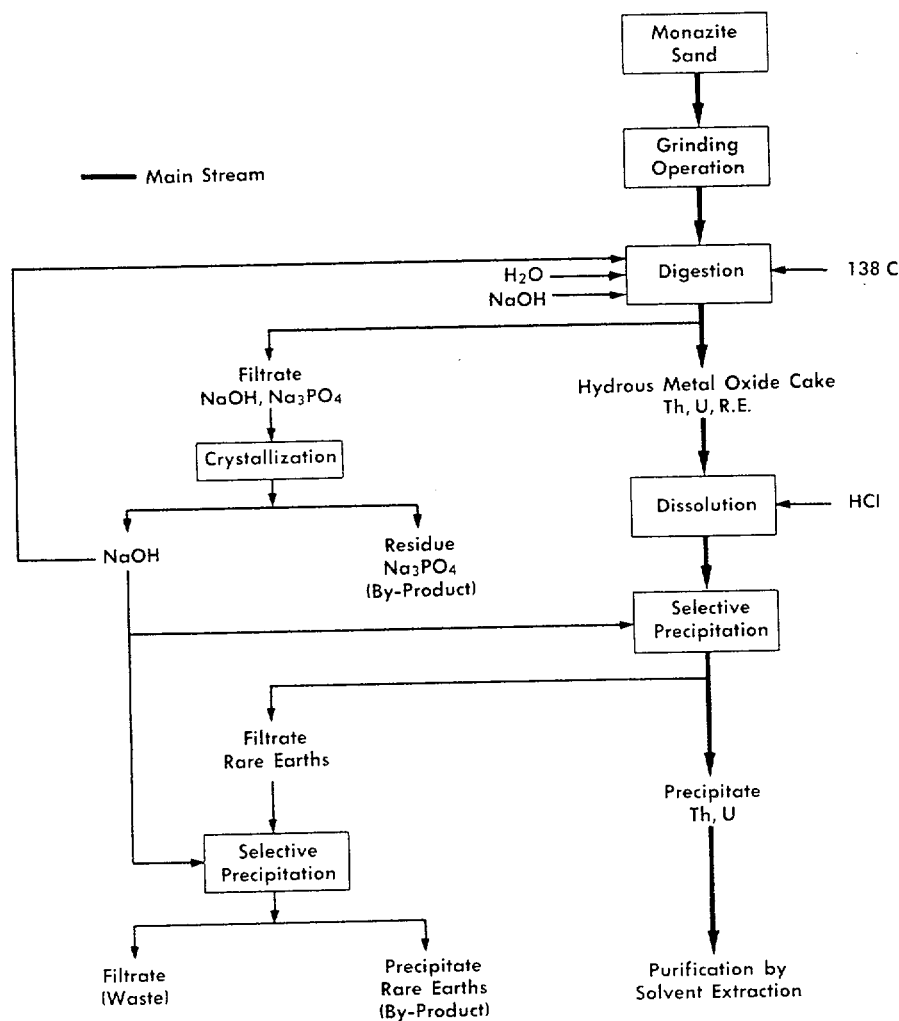 Monazite
Sand
Grinding
Operation
Main Stream
Digestion
138 C
H₂O
NaOH
Filtrate
NaOH, Na₃PO₄
Hydrous Metal Oxide Cake
Th, U, R.E.
Crystallization
Dissolution
HCl
NaOH
Residue
Na₃PO₄
(By-Product)
Selective
Precipitation
Filtrate
Rare Earths
Precipitate
Th, U
Selective
Precipitation
Filtrate
(Waste)
Precipitate
Rare Earths
(By-Product)
Purification by
Solvent Extraction